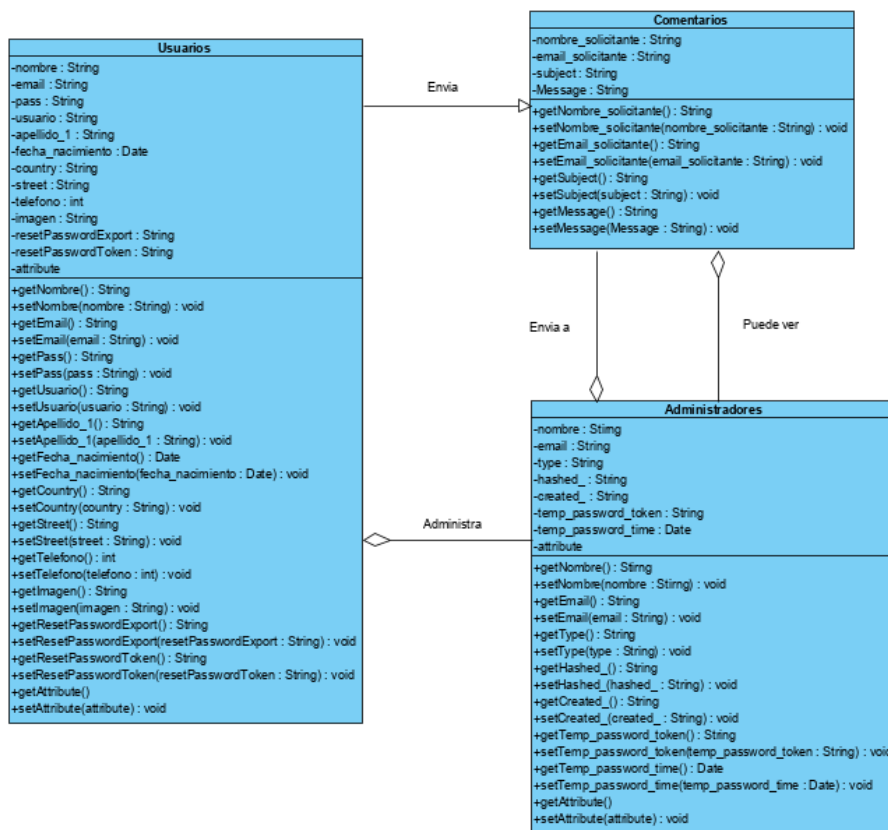 Usuarios
-nombre : String
-email : String
-pass : String
-usuario : String
-apellido_1 : String
-fecha_nacimiento : Date
-country : String
-street : String
-telefono : int
-imagen : String
-resetPasswordExport : String
-resetPasswordToken : String
-attribute
+getNombre() : String
+setNombre(nombre : String) : void
+getEmail() : String
+setEmail(email : String) : void
+getPass() : String
+setPass(pass : String) : void
+getUsuario() : String
+setUsuario(usuario : String) : void
+getApellido_1() : String
+setApellido_1(apellido_1 : String) : void
+getFecha_nacimiento() : Date
+setFecha_nacimiento(fecha_nacimiento : Date) : void
+getCountry() : String
+setCountry(country : String) : void
+getStreet() : String
+setStreet(street : String) : void
+getTelefono() : int
+setTelefono(telefono : int) : void
+getImagen() : String
+setImagen(imagen : String) : void
+getResetPasswordExport() : String
+setResetPasswordExport(resetPasswordExport : String) : void
+getResetPasswordToken() : String
+setResetPasswordToken(resetPasswordToken : String) : void
+getAttribute()
+setAttribute(attribute) : void
Envia
Comentarios
-nombre_solicitante : String
-email_solicitante : String
-subject : String
-Message : String
+getNombre_solicitante() : String
+setNombre_solicitante(nombre_solicitante : String) : void
+getEmail_solicitante() : String
+setEmail_solicitante(email_solicitante : String) : void
+getSubject() : String
+setSubject(subject : String) : void
+getMessage() : String
+setMessage(Message : String) : void
Envia a
Puede ver
Administra
Administradores
-nombre : Stirng
-email : String
-type : String
-hashed_ : String
-created_ : String
-temp_password_token : String
-temp_password_time : Date
-attribute
+getNombre() : Stirng
+setNombre(nombre : Stirng) : void
+getEmail() : String
+setEmail(email : String) : void
+getType() : String
+setType(type : String) : void
+getHashed_() : String
+setHashed_(hashed_ : String) : void
+getCreated_() : String
+setCreated_(created_ : String) : void
+getTemp_password_token() : String
+setTemp_password_token(temp_password_token : String) : void
+getTemp_password_time() : Date
+setTemp_password_time(temp_password_time : Date) : void
+getAttribute()
+setAttribute(attribute) : void